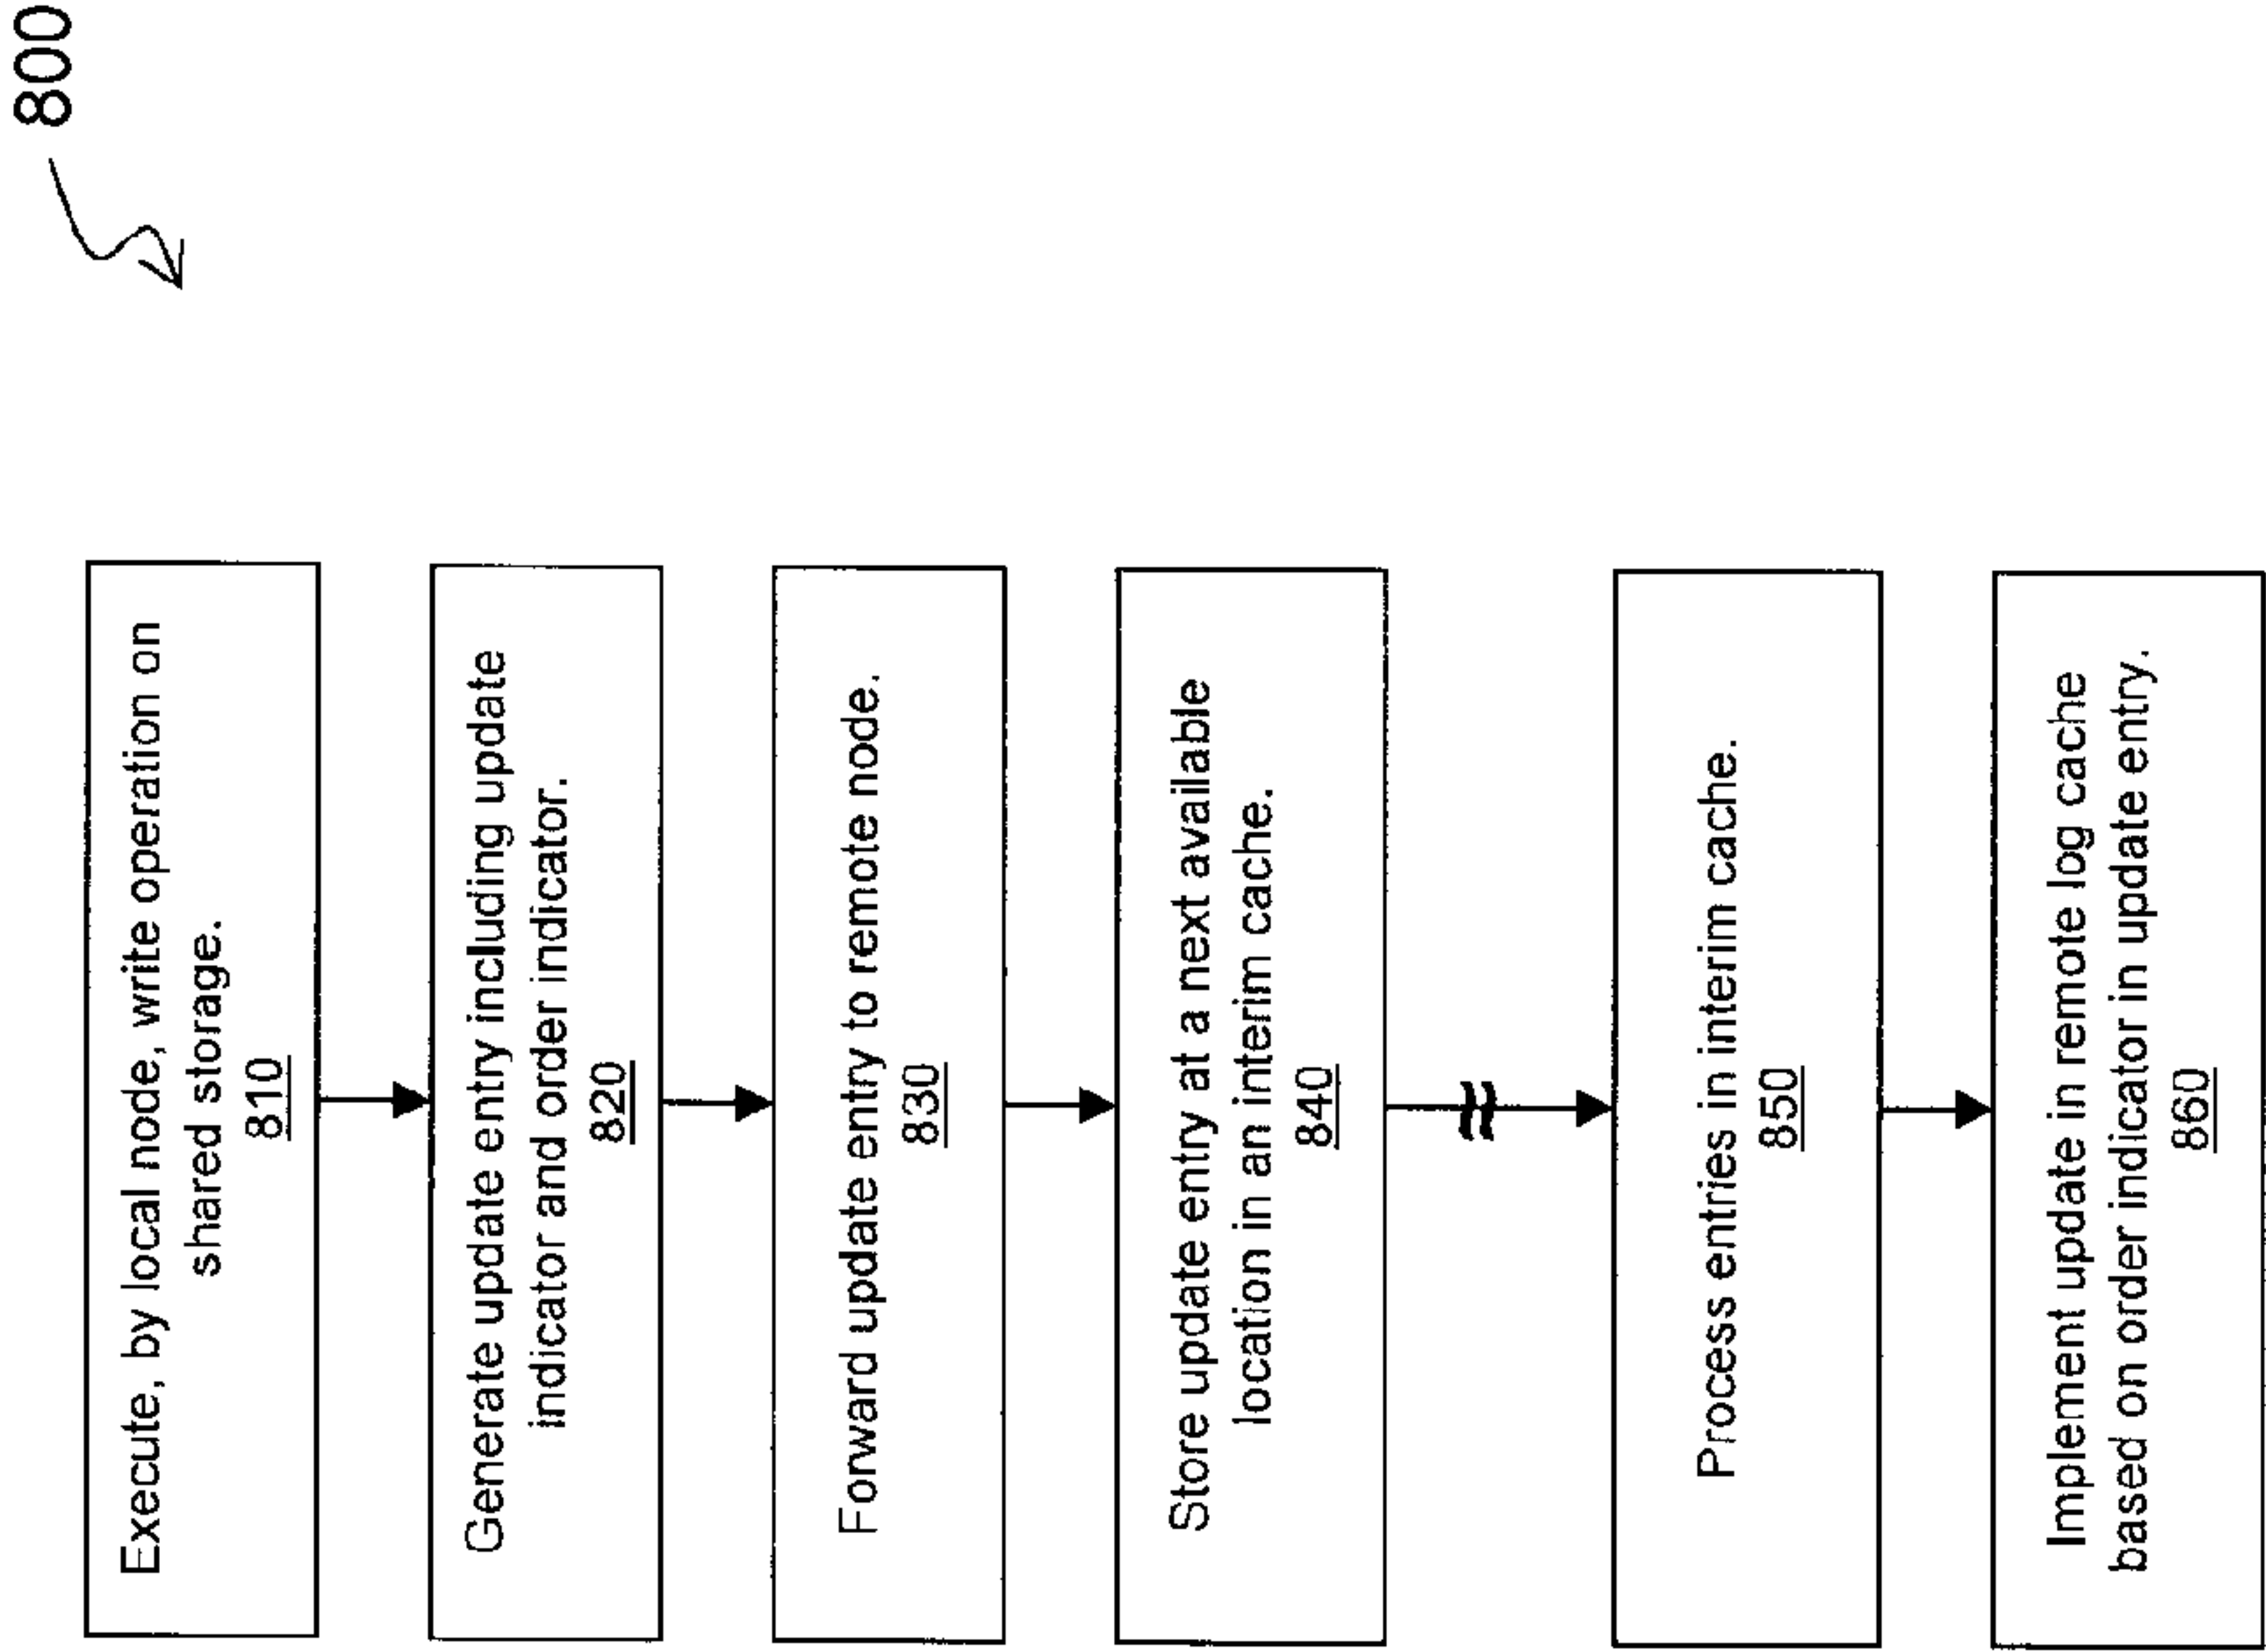 800
Execute, by local node, write operation on
shared storage.
810
Generate update entry including update
indicator and order indicator.
820
Forward update entry to remote node.
830
Store update entry at a next available
location in an interim cache.
840
Process entries in interim cache.
850
Implement update in remote log cache
based on order indicator in update entry.
860